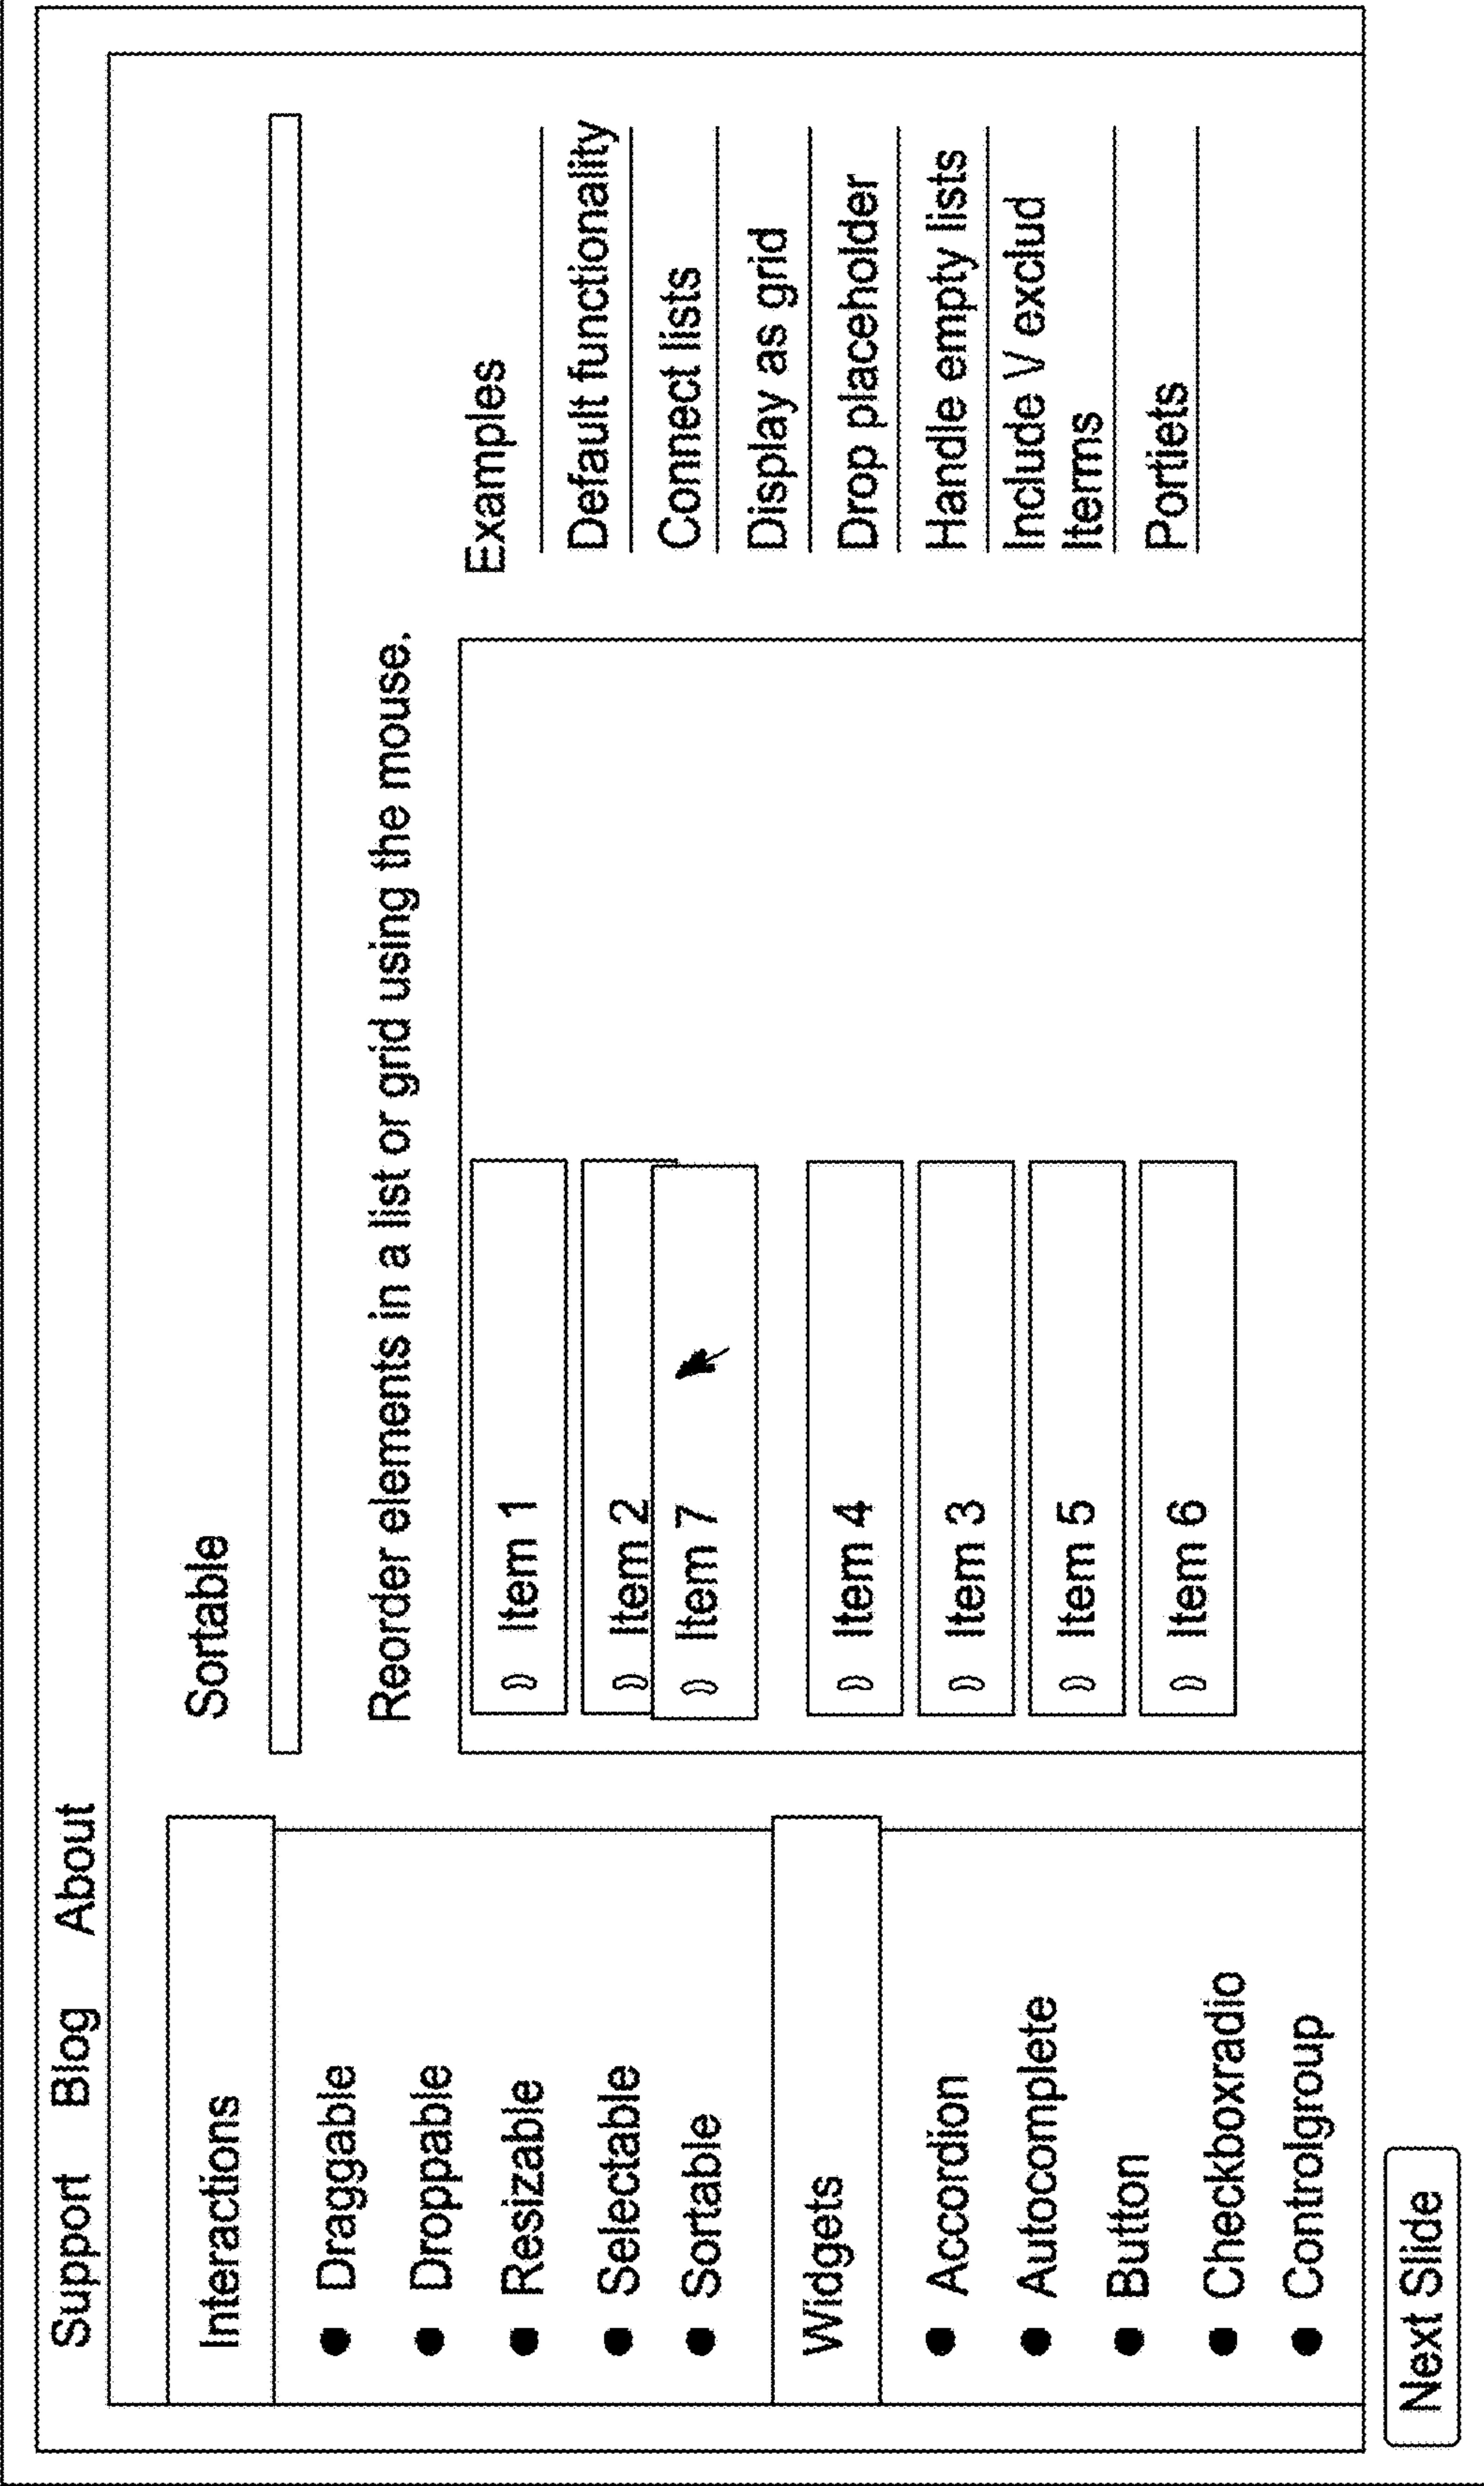 Support Blog About
Interactions
Draggable
Droppable
Resizable
Selectable
Sortable
Widgets
Accordion
Autocomplete
Button
Checkboxradio
Controlgroup
Sortable
Reorder elements in a list or grid using the mouse.
Item 1
Item 2
Item 7
Item 4
Item 3
Item 5
Item 6
Examples
Default functionality
Connect lists
Display as grid
Drop placeholder
Handle empty lists
Include V exclud
Iterms
Portiets
Next Slide